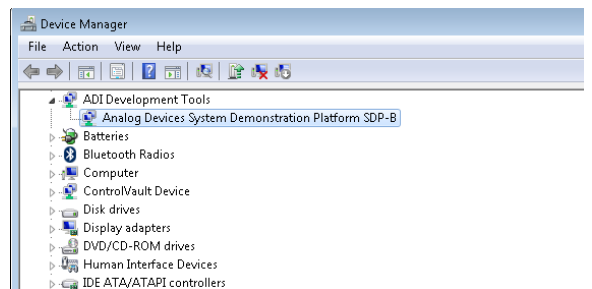 Device Manager
File Action View Help
ADI Development Tools
Analog Devices System Demonstration Platform SDP-B
Batteries
Bluetooth Radios
Computer
ControlVault Device
Disk drives
Display adapters
DVD/CD-ROM drives
Human Interface Devices
IDE ATA/ATAPI controllers